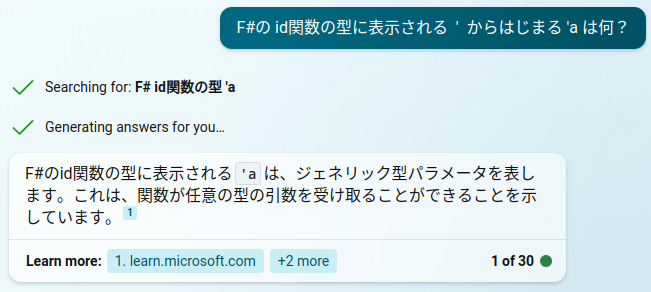 F#の id関数の型に表示される ' からはじまる 'a は何？
Searching for: F# id関数の型 'a
Generating answers for you…
F#のid関数の型に表示される 'a は、ジェネリック型パラメータを表し
ます。これは、関数が任意の型の引数を受け取ることができることを示
しています。 1
Learn more: 1. learn.microsoft.com +2 more 1 of 30